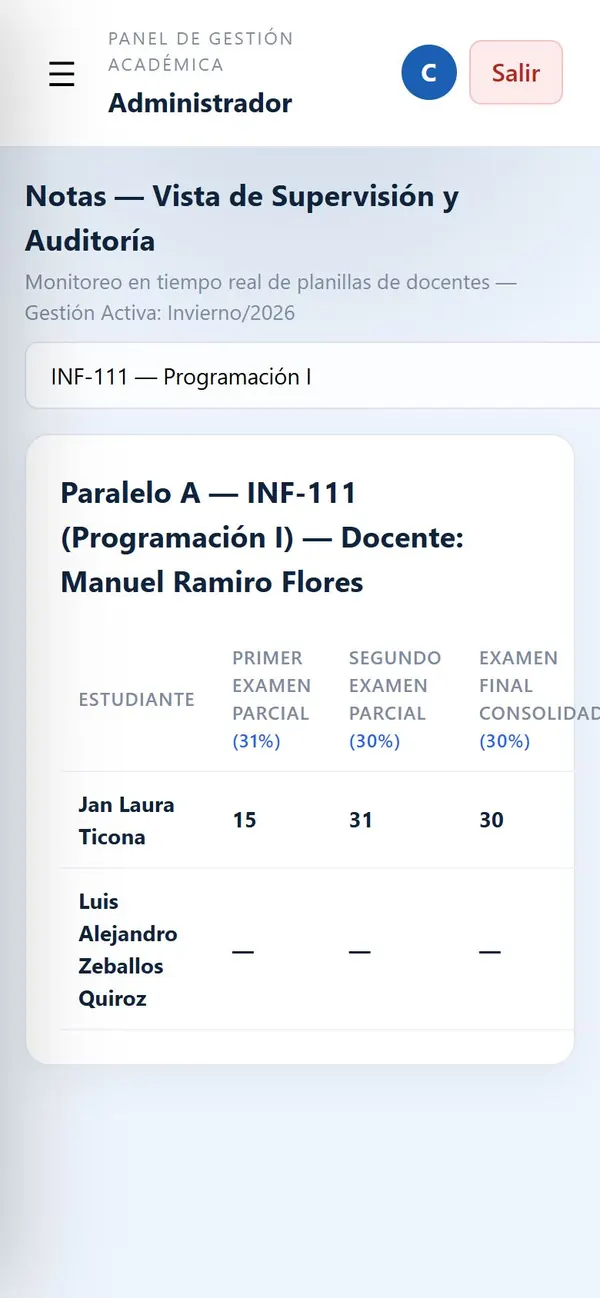 ☰
PANEL DE GESTIÓN
ACADÉMICA
Administrador
C
Salir
Notas — Vista de Supervisión y
Auditoría
Monitoreo en tiempo real de planillas de docentes —
Gestión Activa: Invierno/2026
INF-111 — Programación I
Paralelo A — INF-111
(Programación I) — Docente:
Manuel Ramiro Flores
ESTUDIANTE
PRIMER
EXAMEN
PARCIAL
(31%)
SEGUNDO
EXAMEN
PARCIAL
(30%)
EXAMEN
FINAL
CONSOLIDAD
(30%)
Jan Laura
Ticona
15
31
30
Luis
Alejandro
Zeballos
Quiroz
—
—
—